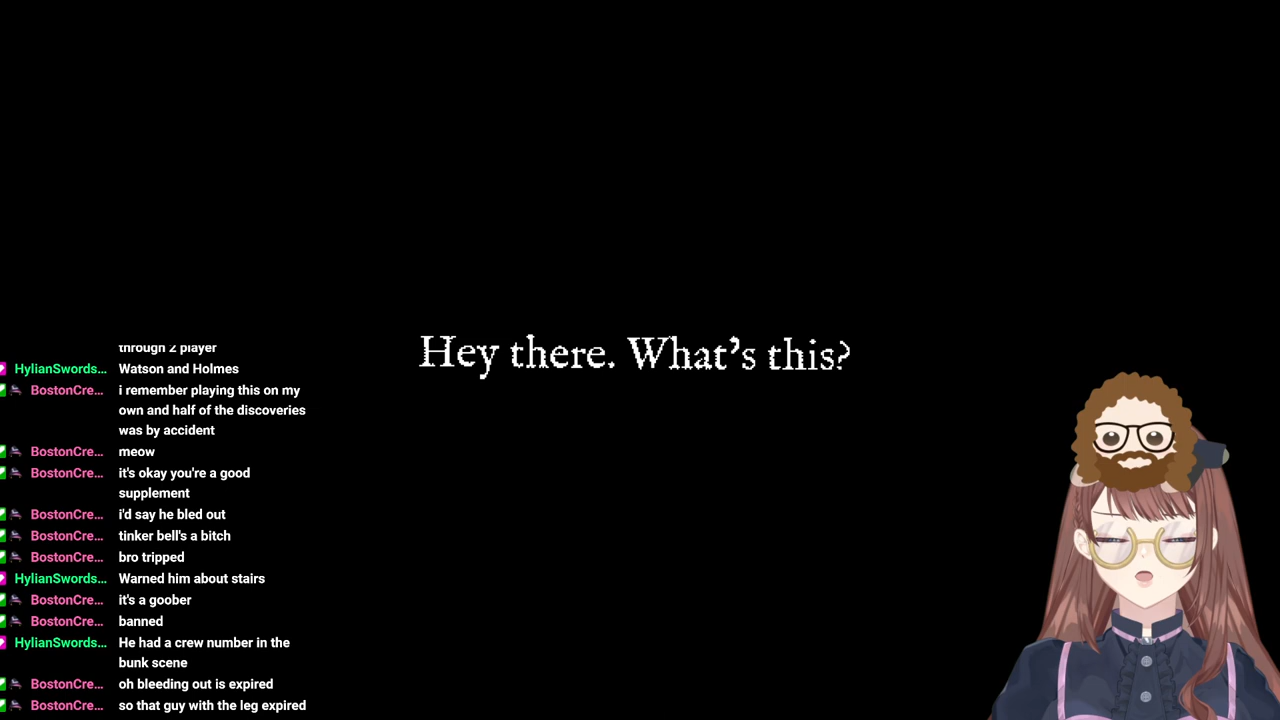 Hey there. What's this?
through 2 player
HylianSwords... Watson and Holmes
BostonCre... i remember playing this on my
own and half of the discoveries
was by accident
BostonCre... meow
BostonCre... it's okay you're a good
supplement
BostonCre... i'd say he bled out
BostonCre... tinker bell's a bitch
BostonCre... bro tripped
HylianSwords... Warned him about stairs
BostonCre... it's a goober
BostonCre... banned
HylianSwords... He had a crew number in the
bunk scene
BostonCre... oh bleeding out is expired
BostonCre... so that guy with the leg expired